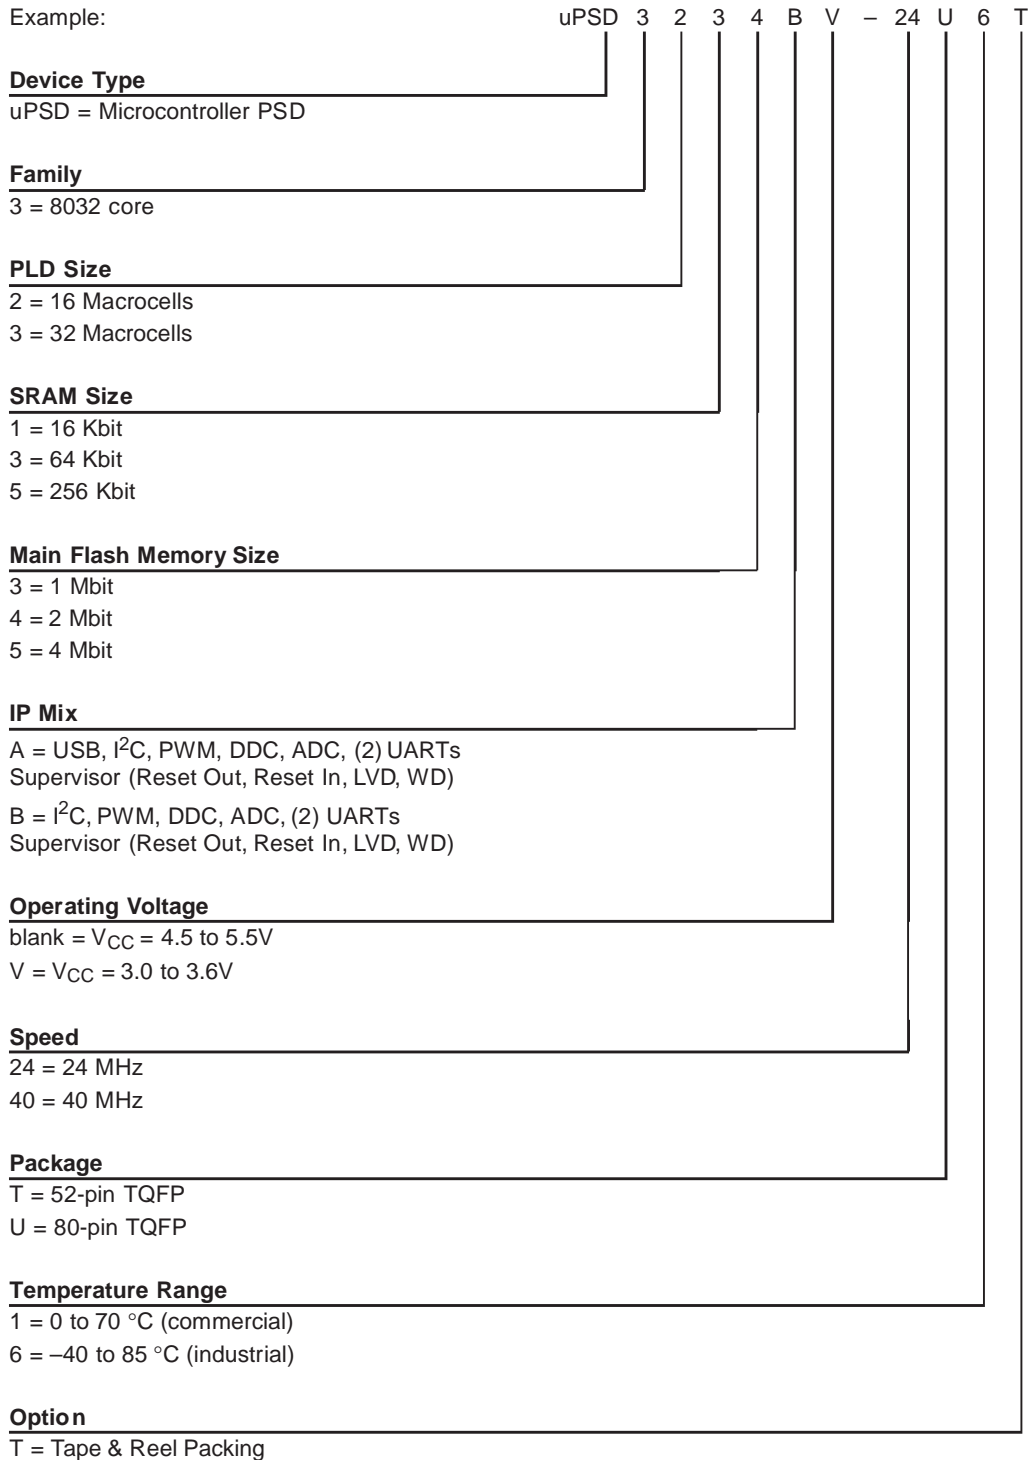 Example: uPSD 3 2 3 4 B V – 24 U 6 T
Device Type
uPSD = Microcontroller PSD
Family
3 = 8032 core
PLD Size
2 = 16 Macrocells
3 = 32 Macrocells
SRAM Size
1 = 16 Kbit
3 = 64 Kbit
5 = 256 Kbit
Main Flash Memory Size
3 = 1 Mbit
4 = 2 Mbit
5 = 4 Mbit
IP Mix
A = USB, I²C, PWM, DDC, ADC, (2) UARTs
Supervisor (Reset Out, Reset In, LVD, WD)
B = I²C, PWM, DDC, ADC, (2) UARTs
Supervisor (Reset Out, Reset In, LVD, WD)
Operating Voltage
blank = VCC = 4.5 to 5.5V
V = VCC = 3.0 to 3.6V
Speed
24 = 24 MHz
40 = 40 MHz
Package
T = 52-pin TQFP
U = 80-pin TQFP
Temperature Range
1 = 0 to 70 °C (commercial)
6 = –40 to 85 °C (industrial)
Option
T = Tape & Reel Packing